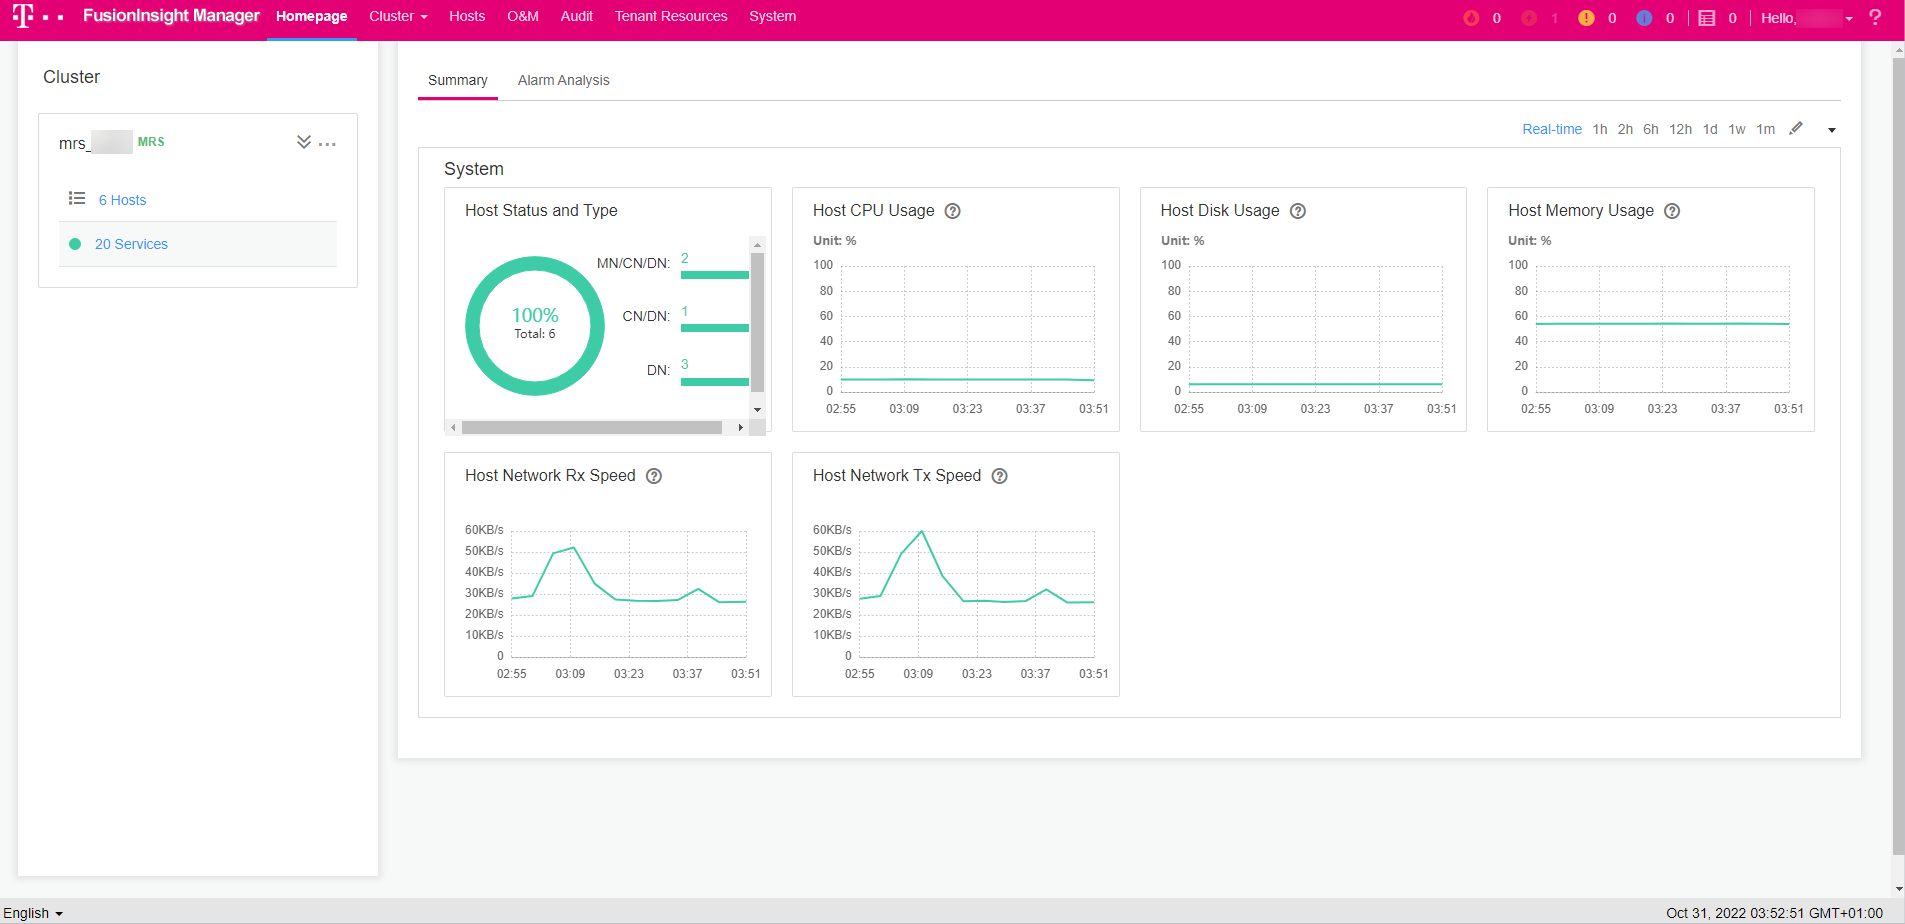 T FusionInsight Manager Homepage Cluster Hosts O&M Audit Tenant Resources System 0 1 0 0 0 Hello, ?
Cluster
mrs_ MRS
6 Hosts
20 Services
Summary Alarm Analysis
Real-time 1h 2h 6h 12h 1d 1w 1m
System
Host Status and Type
100%
Total: 6
MN/CN/DN: 2
CN/DN: 1
DN: 3
Host CPU Usage ?
Unit: %
100
80
60
40
20
0
02:55 03:09 03:23 03:37 03:51
Host Disk Usage ?
Unit: %
100
80
60
40
20
0
02:55 03:09 03:23 03:37 03:51
Host Memory Usage ?
Unit: %
100
80
60
40
20
0
02:55 03:09 03:23 03:37 03:51
Host Network Rx Speed ?
60KB/s
50KB/s
40KB/s
30KB/s
20KB/s
10KB/s
0
02:55 03:09 03:23 03:37 03:51
Host Network Tx Speed ?
60KB/s
50KB/s
40KB/s
30KB/s
20KB/s
10KB/s
0
02:55 03:09 03:23 03:37 03:51
English Oct 31, 2022 03:52:51 GMT+01:00